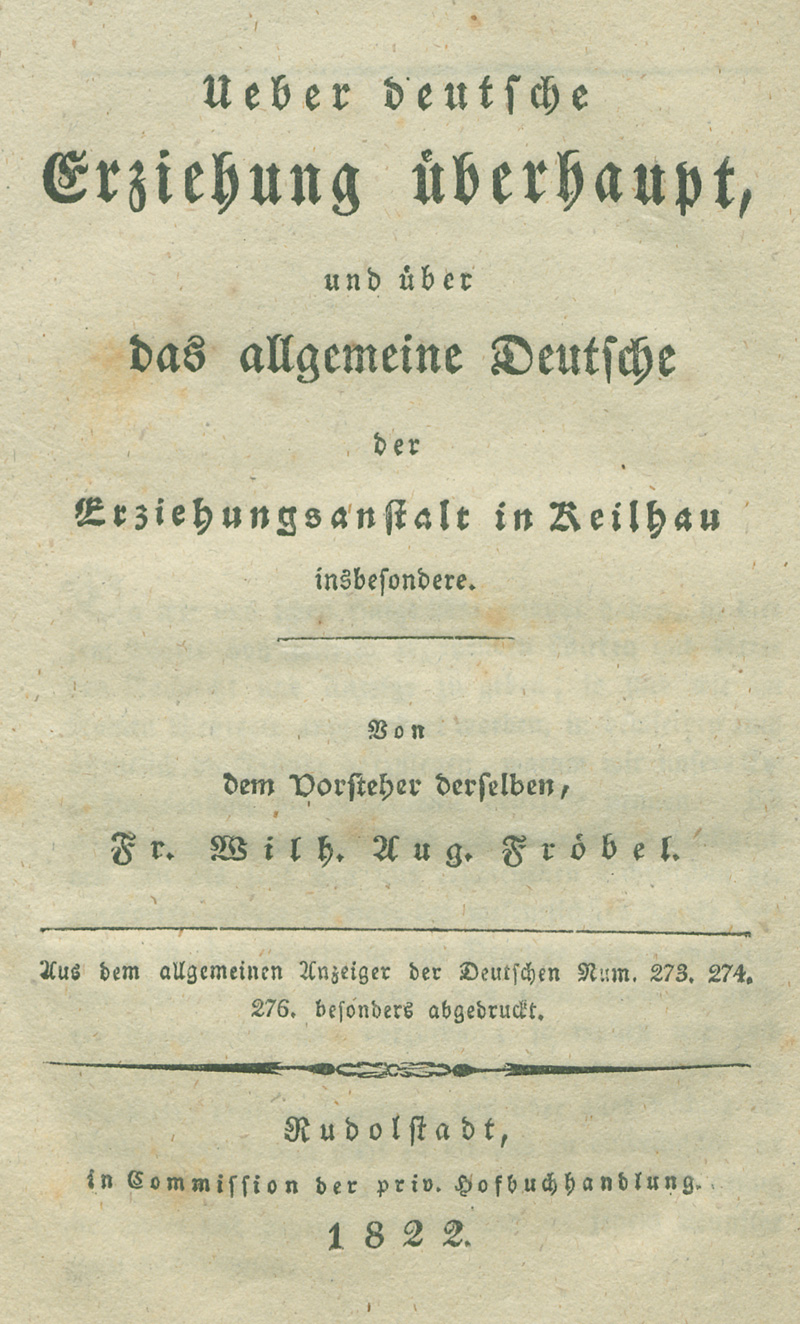 Ueber deutsche
Erziehung überhaupt,
und über
das allgemeine Deutsche
der
Erziehungsanstalt in Keilhau
insbesondere.
Von
dem Vorsteher derselben,
Fr. Wilh. Aug. Fröbel.
Aus dem allgemeinen Anzeiger der Deutschen Num. 273. 274.
276. besonders abgedruckt.
Rudolstadt,
in Commission der priv. Hofbuchhandlung.
1822.